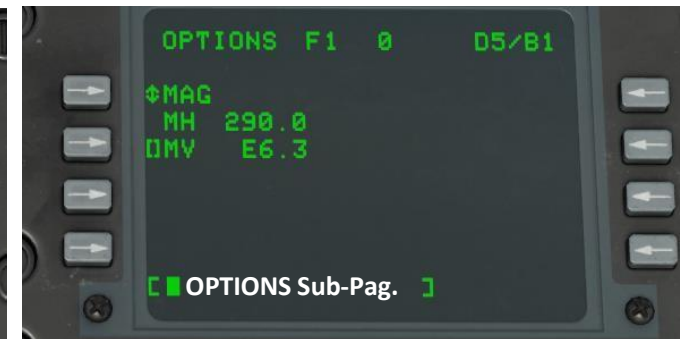 OPTIONS F1 0 D5/B1
↕MAG
MH 290.0
[]MV E6.3
[█ OPTIONS Sub-Pag. ]